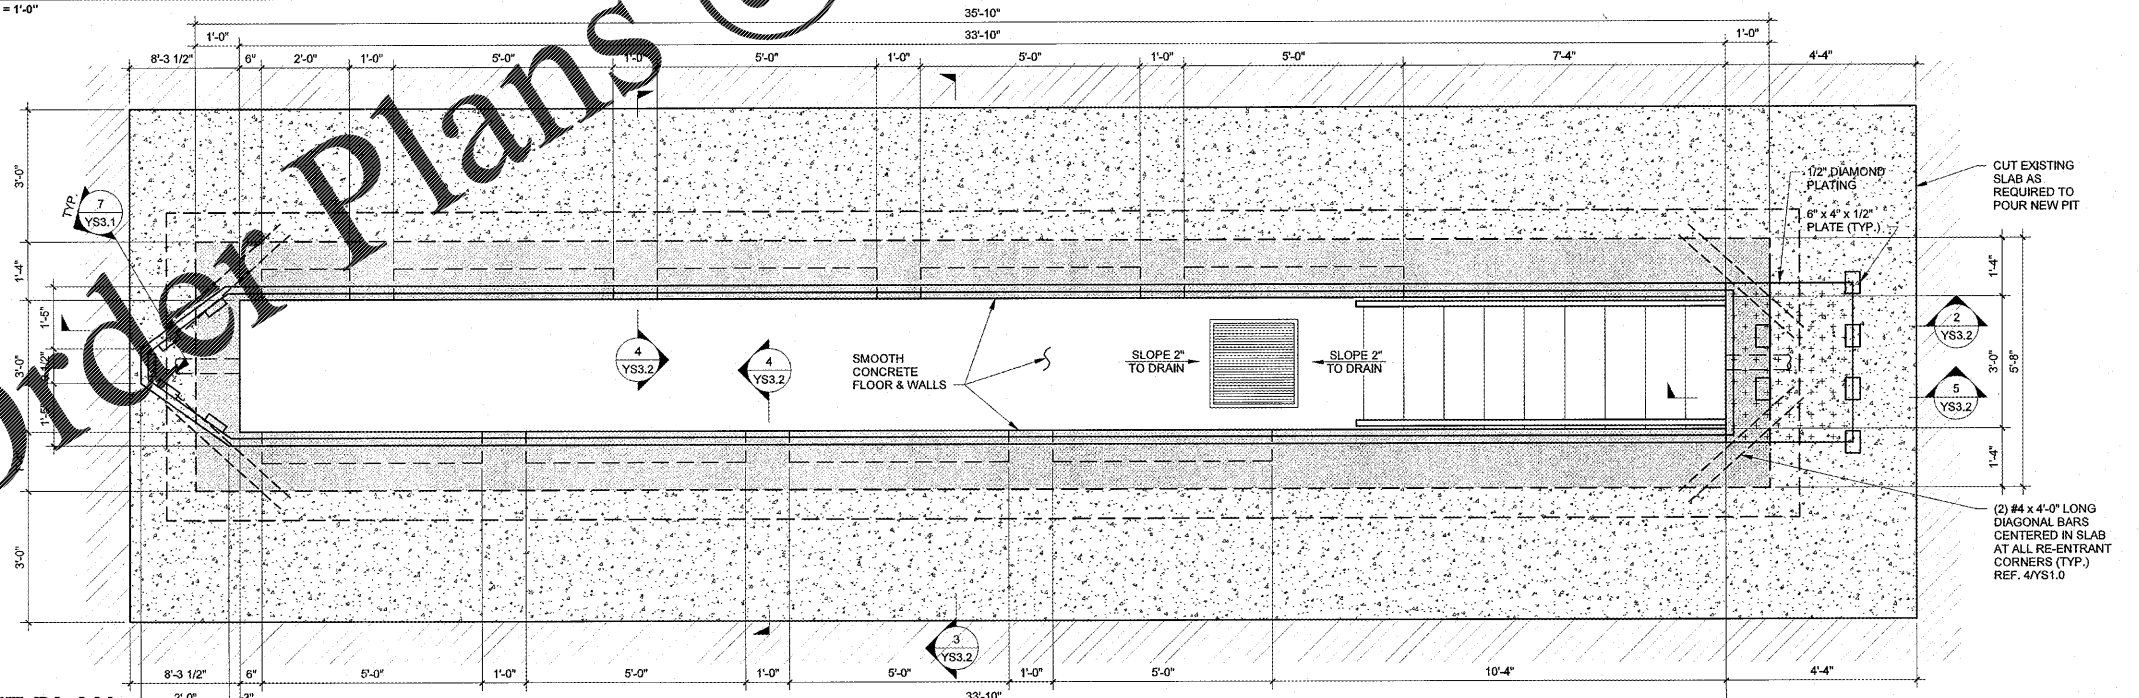 = 1'-0"
Order Plans
35'-10"
1'-0"
33'-10"
1'-0"
8'-3 1/2"
6"
2'-0"
1'-0"
5'-0"
1'-0"
5'-0"
1'-0"
5'-0"
1'-0"
5'-0"
7'-4"
4'-4"
3'-0"
1'-4"
1'-5"
3'-0"
3'-0"
TYP.
7
YS3.1
1/2" DIAMOND
PLATING
6" x 4" x 1/2"
PLATE (TYP.)
CUT EXISTING
SLAB AS
REQUIRED TO
POUR NEW PIT
4
YS3.2
4
YS3.2
SMOOTH
CONCRETE
FLOOR & WALLS
SLOPE 2"
TO DRAIN
SLOPE 2"
TO DRAIN
1'-4"
3'-0"
5'-8"
1'-4"
2
YS3.2
5
YS3.2
(2) #4 x 4'-0" LONG
DIAGONAL BARS
CENTERED IN SLAB
AT ALL RE-ENTRANT
CORNERS (TYP.)
REF. 4/YS1.0
3
YS3.2
8'-3 1/2"
6"
5'-0"
1'-0"
5'-0"
1'-0"
5'-0"
1'-0"
5'-0"
10'-4"
4'-4"
33'-10"